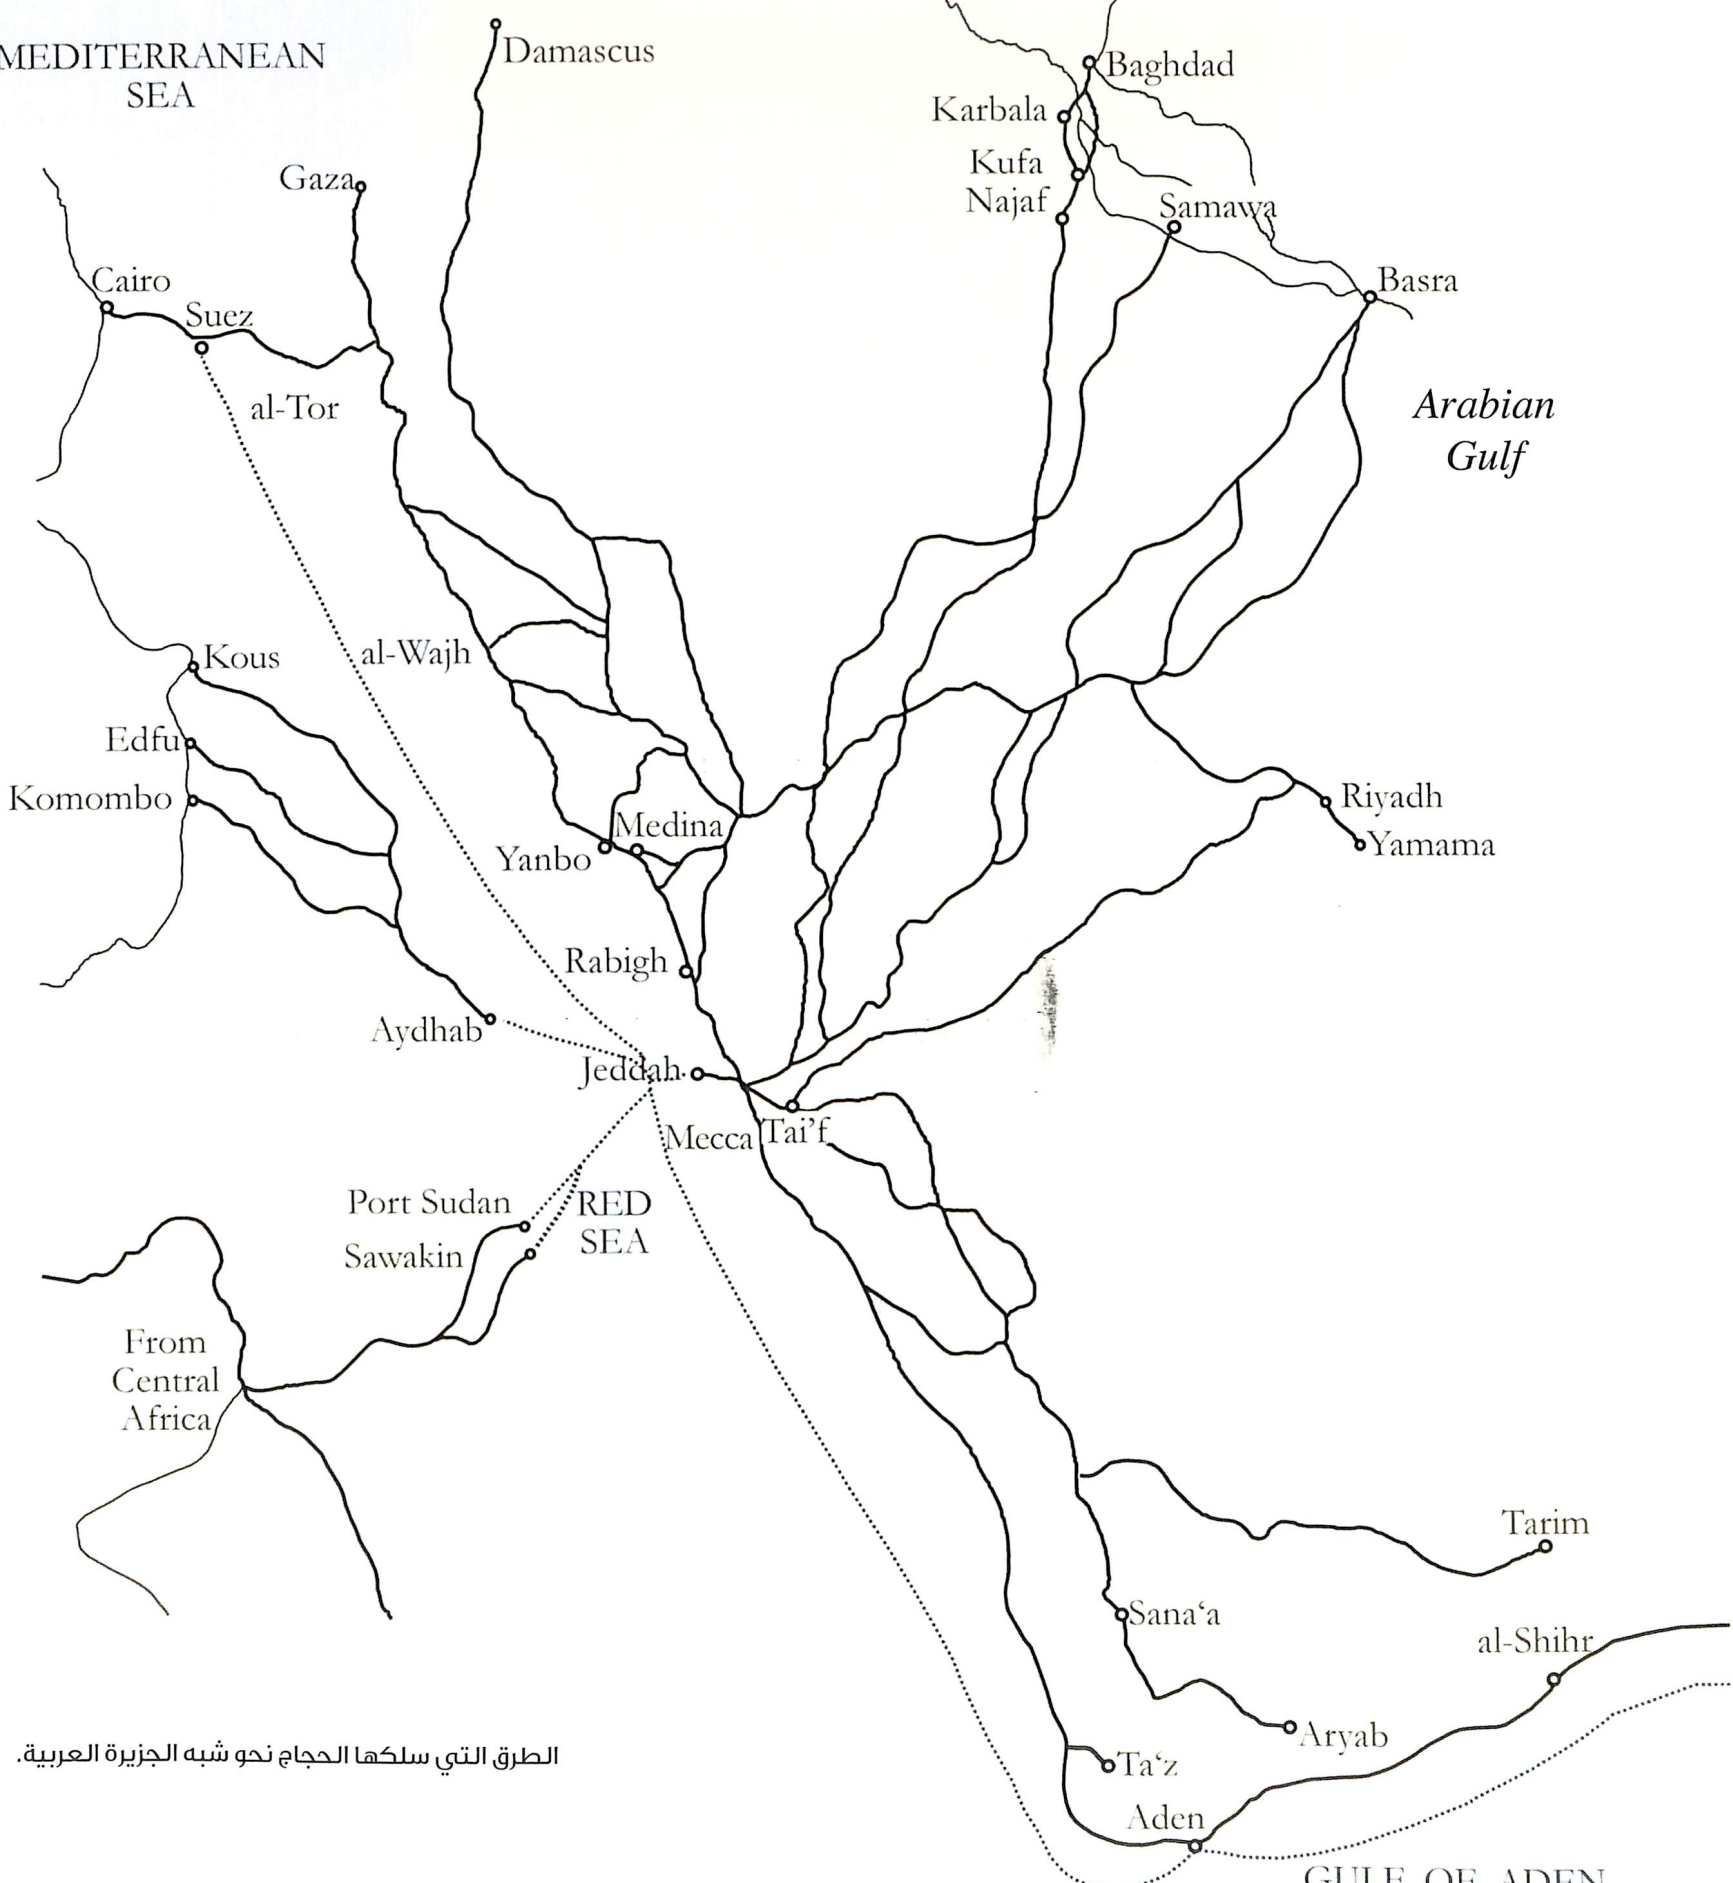 MEDITERRANEAN
SEA
Damascus
Baghdad
Karbala
Kufa
Najaf
Samawa
Gaza
Cairo
Suez
Basra
al-Tor
Arabian
Gulf
Kous
al-Wajh
Edfu
Komombo
Riyadh
Medina
Yanbo
Yamama
Rabigh
Aydhab
Jeddah
Mecca
Tai’f
Port Sudan
RED
SEA
Sawakin
From
Central
Africa
Tarim
Sana‘a
al-Shihr
Aryab
الطرق التي سلكها الحجاج نحو شبه الجزيرة العربية.
Ta‘z
Aden
GULF OF ADEN